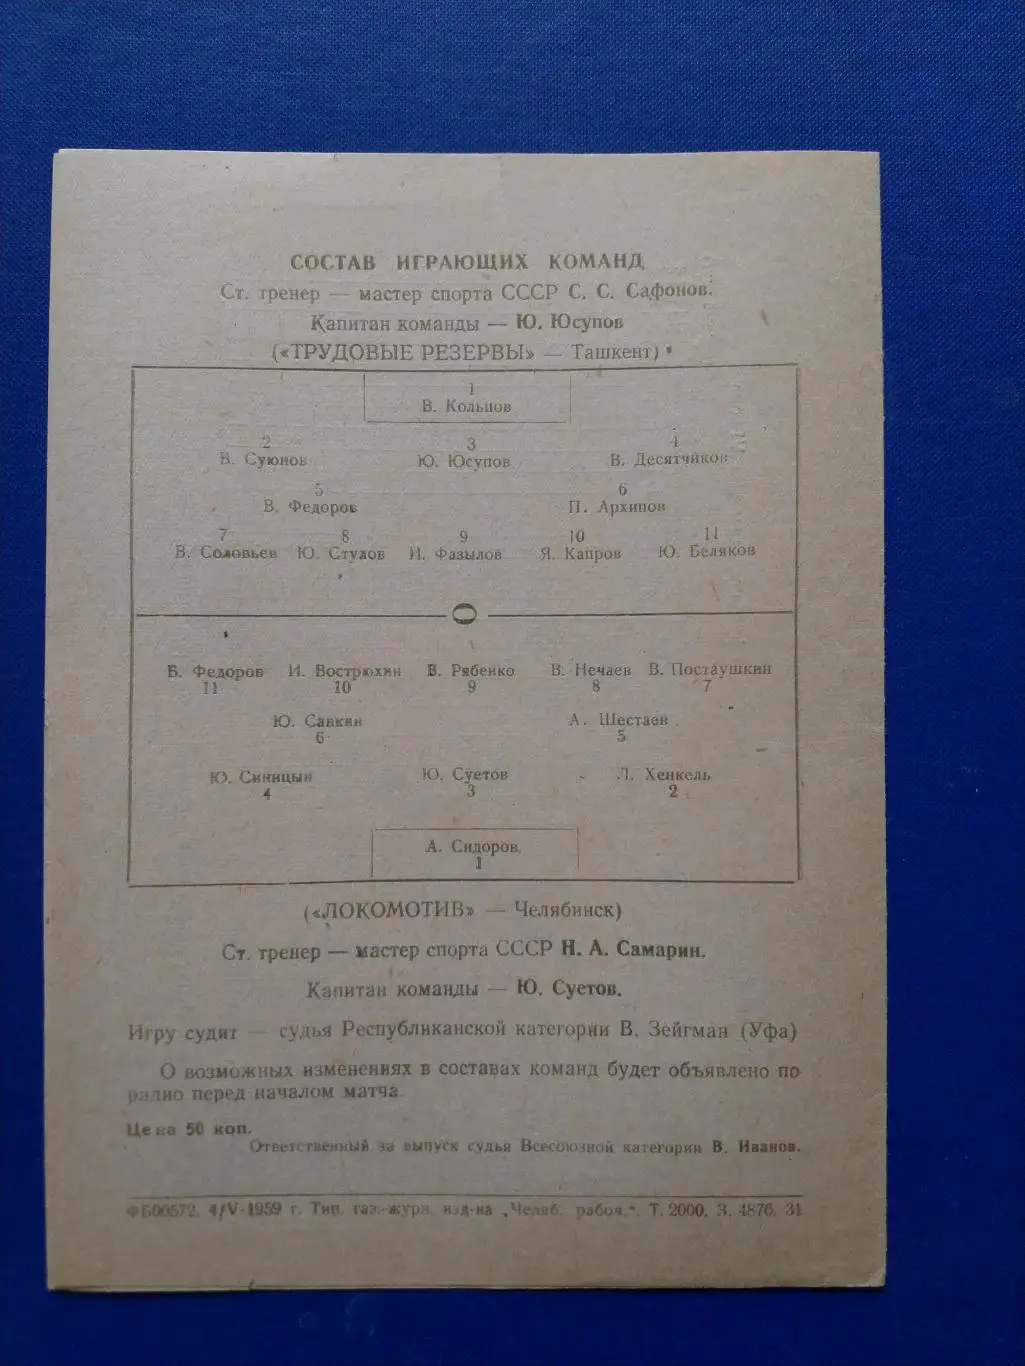 СОСТАВ ИГРАЮЩИХ КОМАНД
Ст. тренер — мастер спорта СССР С. С. Сафонов.
Капитан команды — Ю. Юсупов
(«ТРУДОВЫЕ РЕЗЕРВЫ» — Ташкент)
1
В. Кольцов
2 3 4
В. Суюнов Ю. Юсупов В. Десятчиков
5 6
В. Федоров П. Архипов
7 8 9 10 11
В. Соловьев Ю. Стулов И. Фазылов Я. Капров Ю. Беляков
Б. Федоров И. Вострюхин В. Рябенко В. Нечаев В. Постаушкин
11 10 9 8 7
Ю. Савкин А. Шестаев
6 5
Ю. Синицын Ю. Суетов Л. Хенкель
4 3 2
А. Сидоров.
1
(«ЛОКОМОТИВ» — Челябинск)
Ст. тренер — мастер спорта СССР Н. А. Самарин.
Капитан команды — Ю. Суетов.
Игру судит — судья Республиканской категории В. Зейгман (Уфа)
О возможных изменениях в составах команд будет объявлено по
радио перед началом матча.
Цена 50 коп.
Ответственный за выпуск судья Всесоюзной категории В. Иванов.
ФБ00572. 4/V-1959 г. Тип. газ.-журн. изд-ва „Челяб. рабоч.". Т. 2000. З. 4876. 31